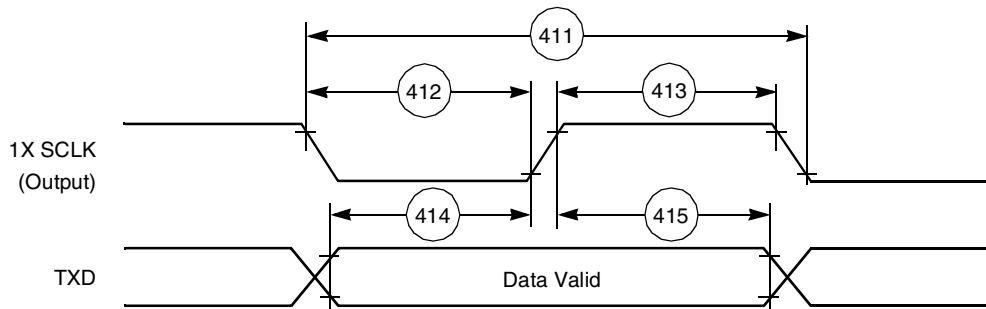 411
412
413
1X SCLK
(Output)
414
415
TXD
Data Valid